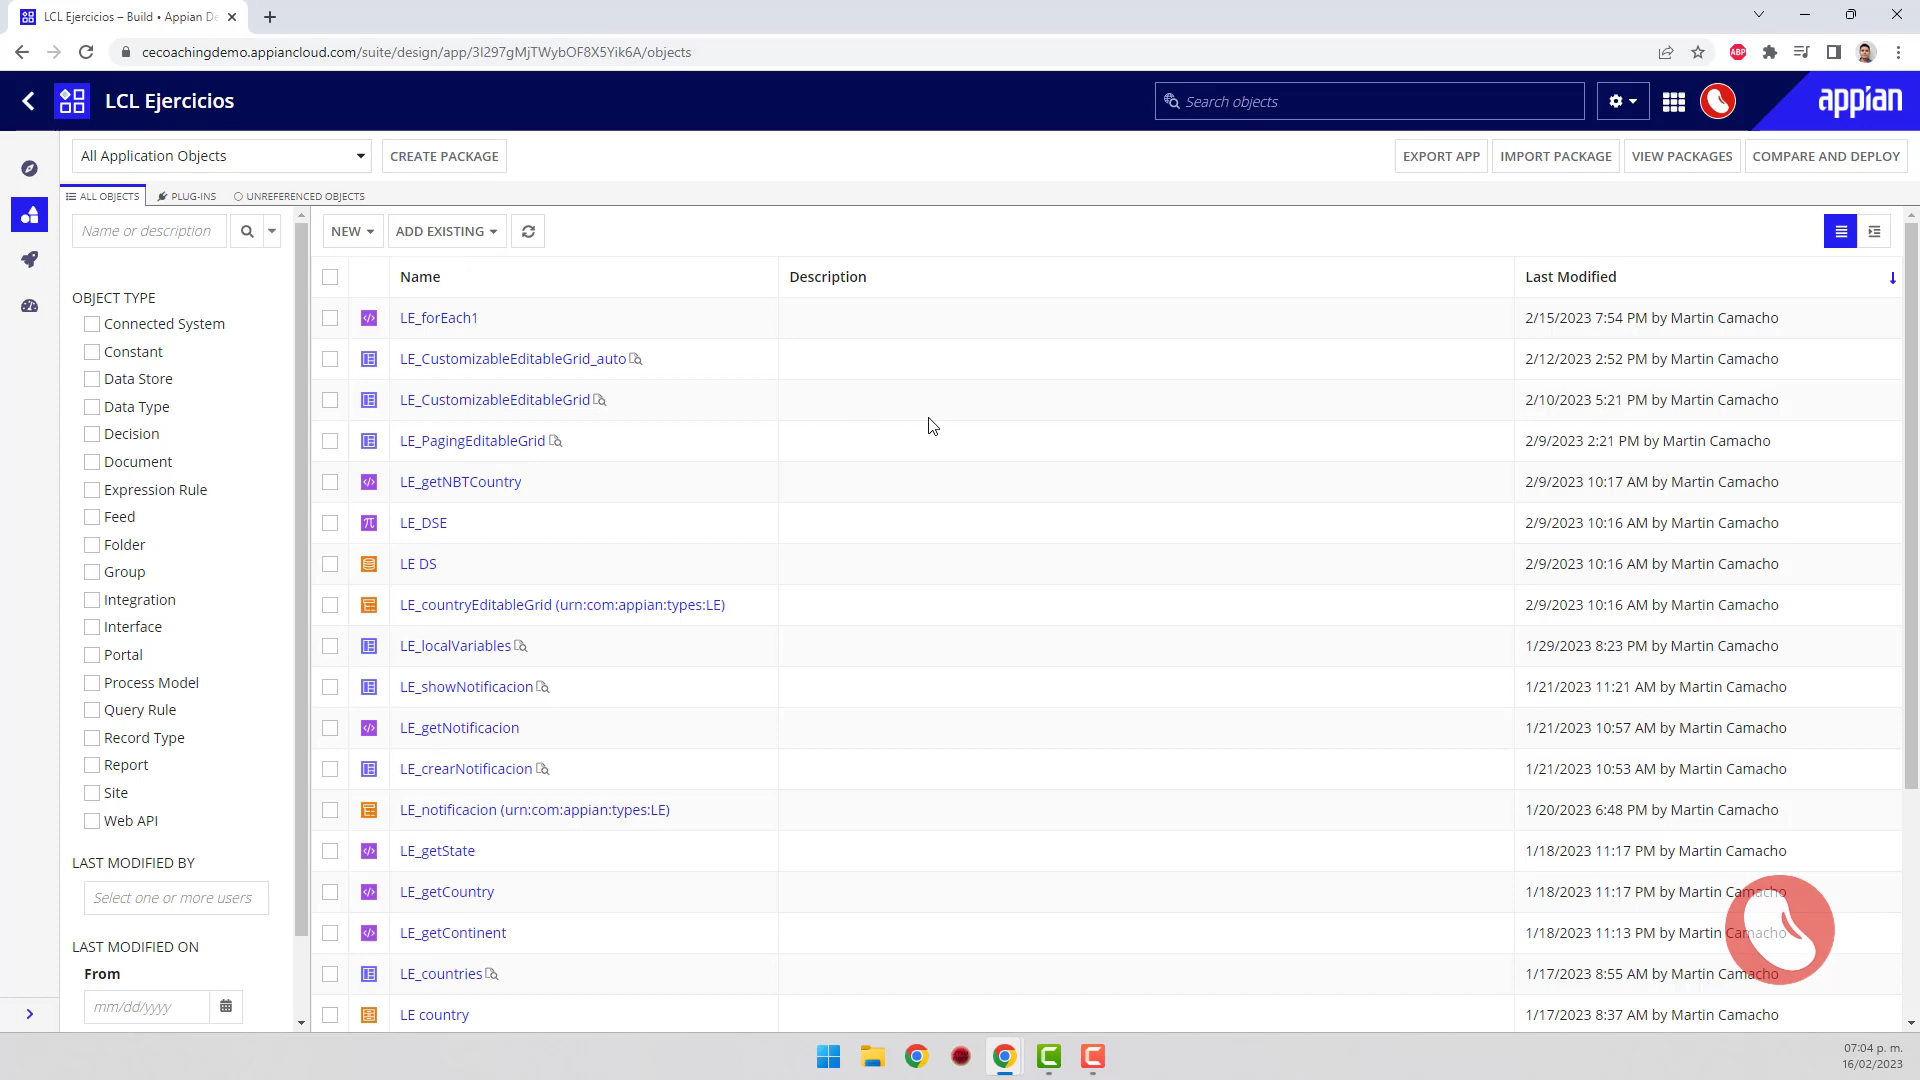 LCL Ejercicios – Build • Appian De
cecoachingdemo.appiancloud.com/suite/design/app/3I297gMjTWybOF8X5Yik6A/objects
ABP
LCL Ejercicios
Search objects
appian
All Application Objects
CREATE PACKAGE
EXPORT APP
IMPORT PACKAGE
VIEW PACKAGES
COMPARE AND DEPLOY
ALL OBJECTS
PLUG-INS
UNREFERENCED OBJECTS
Name or description
NEW
ADD EXISTING
Name Description Last Modified
OBJECT TYPE
Connected System
Constant
Data Store
Data Type
Decision
Document
Expression Rule
Feed
Folder
Group
Integration
Interface
Portal
Process Model
Query Rule
Record Type
Report
Site
Web API
LAST MODIFIED BY
Select one or more users
LAST MODIFIED ON
From
mm/dd/yyyy
LE_forEach1 2/15/2023 7:54 PM by Martin Camacho
LE_CustomizableEditableGrid_auto 2/12/2023 2:52 PM by Martin Camacho
LE_CustomizableEditableGrid 2/10/2023 5:21 PM by Martin Camacho
LE_PagingEditableGrid 2/9/2023 2:21 PM by Martin Camacho
LE_getNBTCountry 2/9/2023 10:17 AM by Martin Camacho
LE_DSE 2/9/2023 10:16 AM by Martin Camacho
LE DS 2/9/2023 10:16 AM by Martin Camacho
LE_countryEditableGrid (urn:com:appian:types:LE) 2/9/2023 10:16 AM by Martin Camacho
LE_localVariables 1/29/2023 8:23 PM by Martin Camacho
LE_showNotificacion 1/21/2023 11:21 AM by Martin Camacho
LE_getNotificacion 1/21/2023 10:57 AM by Martin Camacho
LE_crearNotificacion 1/21/2023 10:53 AM by Martin Camacho
LE_notificacion (urn:com:appian:types:LE) 1/20/2023 6:48 PM by Martin Camacho
LE_getState 1/18/2023 11:17 PM by Martin Camacho
LE_getCountry 1/18/2023 11:17 PM by Martin Camacho
LE_getContinent 1/18/2023 11:13 PM by Martin Camacho
LE_countries 1/17/2023 8:55 AM by Martin Camacho
LE country 1/17/2023 8:37 AM by Martin Camacho
07:04 p. m.
16/02/2023